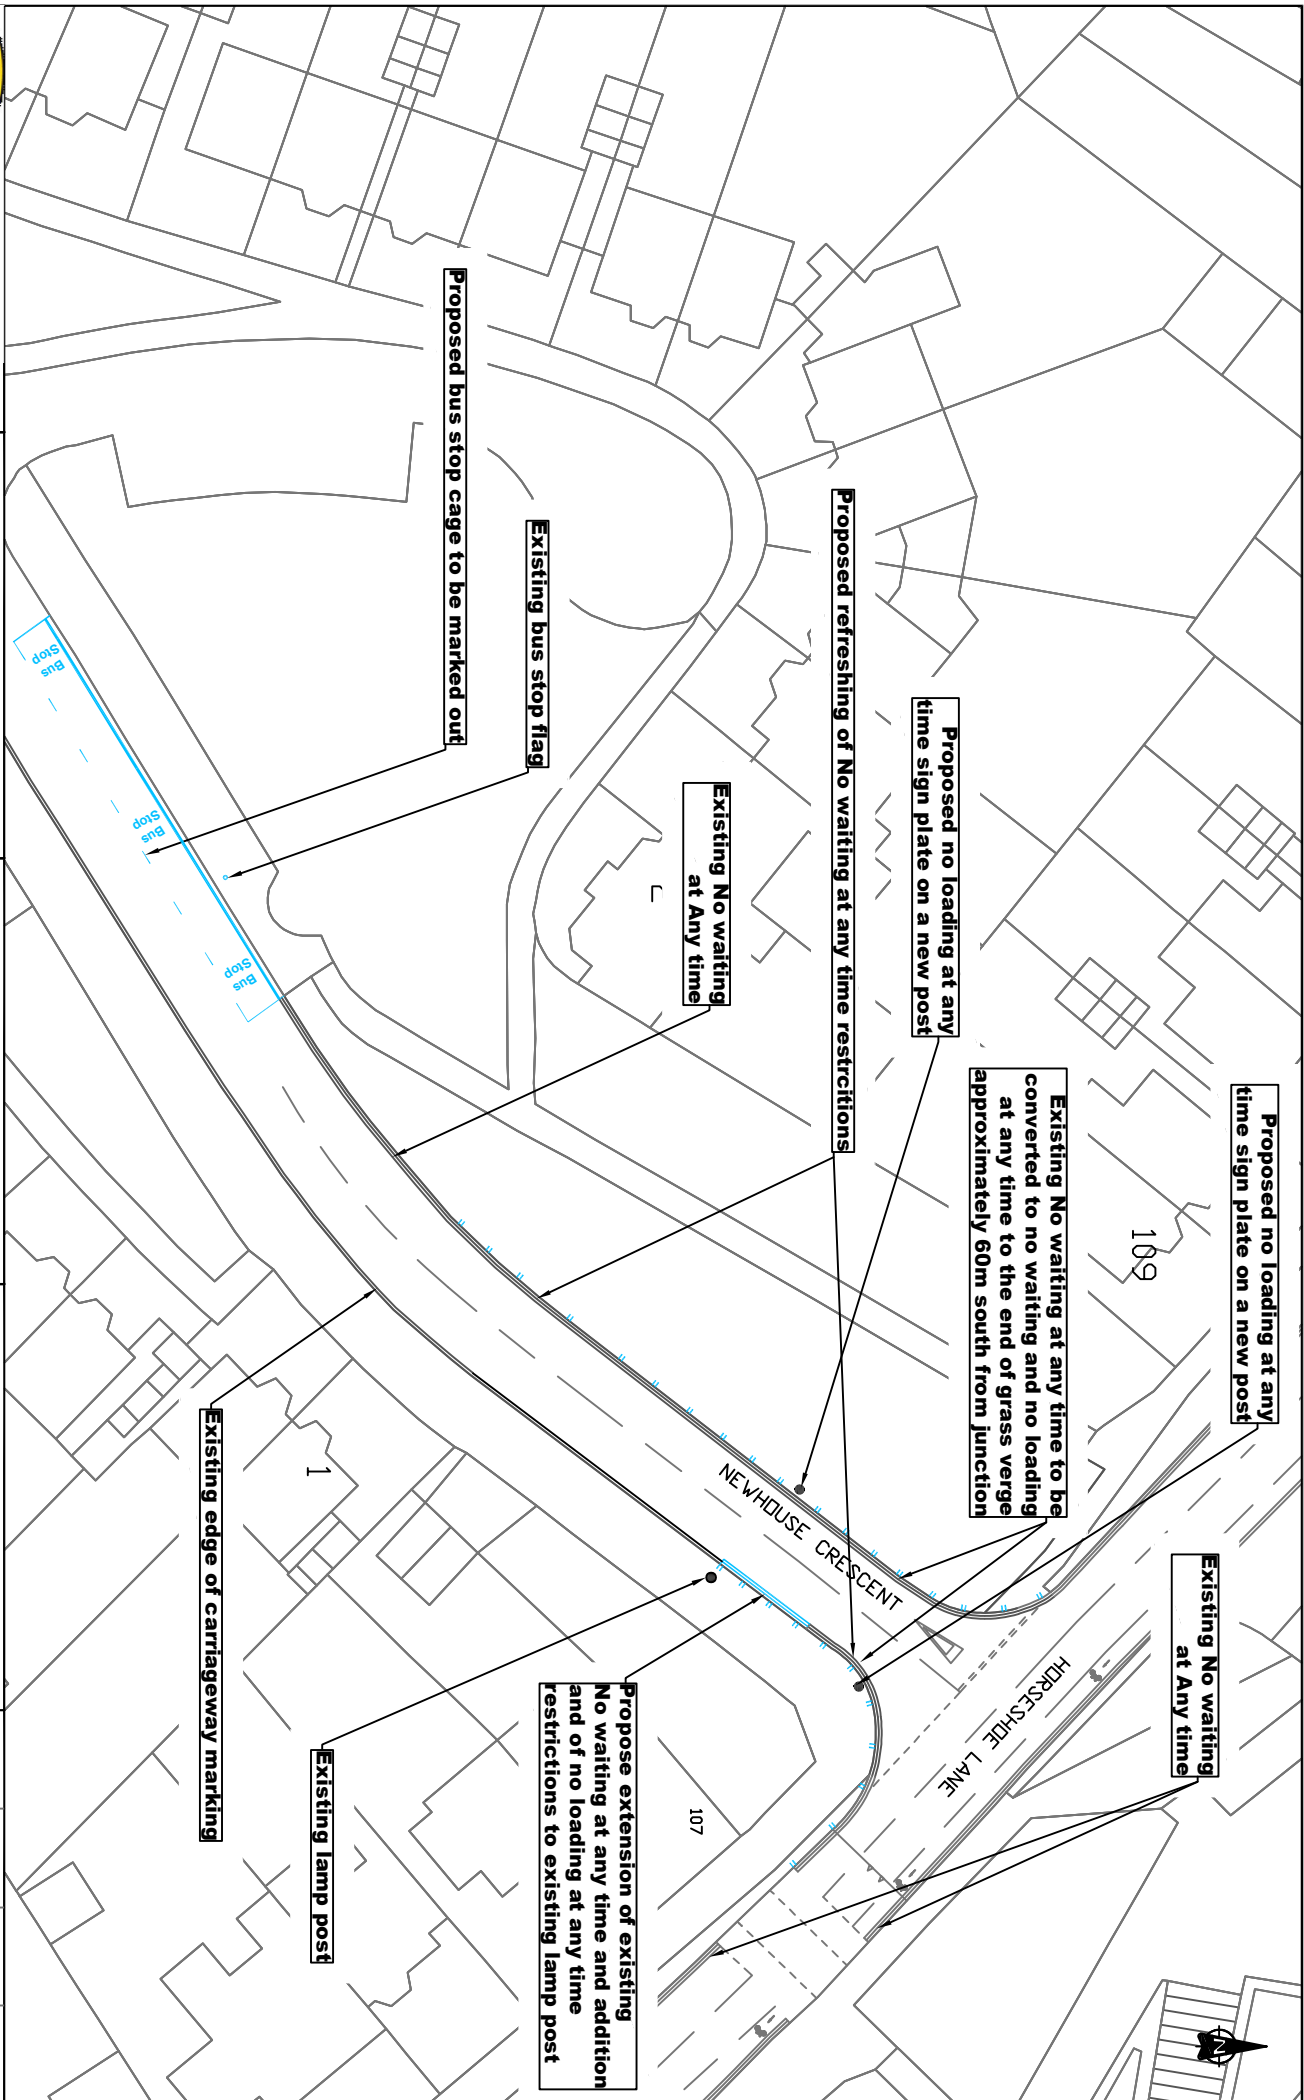 Proposed no loading at any
time sign plate on a new post
Existing No waiting
at Any time
109
Existing No waiting at any time to be
converted to no waiting and no loading
at any time to the end of grass verge
approximately 60m south from junction
HORSESHOE LANE
Proposed no loading at any
time sign plate on a new post
Proposed refreshing of No waiting at any time restrcitions
NEWHOUSE CRESCENT
Existing No waiting
at Any time
107
Propose extension of existing
No waiting at any time and addition
and of no loading at any time
restrictions to existing lamp post
Existing bus stop flag
Proposed bus stop cage to be marked out
1
Existing lamp post
Existing edge of carriageway marking
Bus
Stop
Bus
Stop
Bus
Stop
N